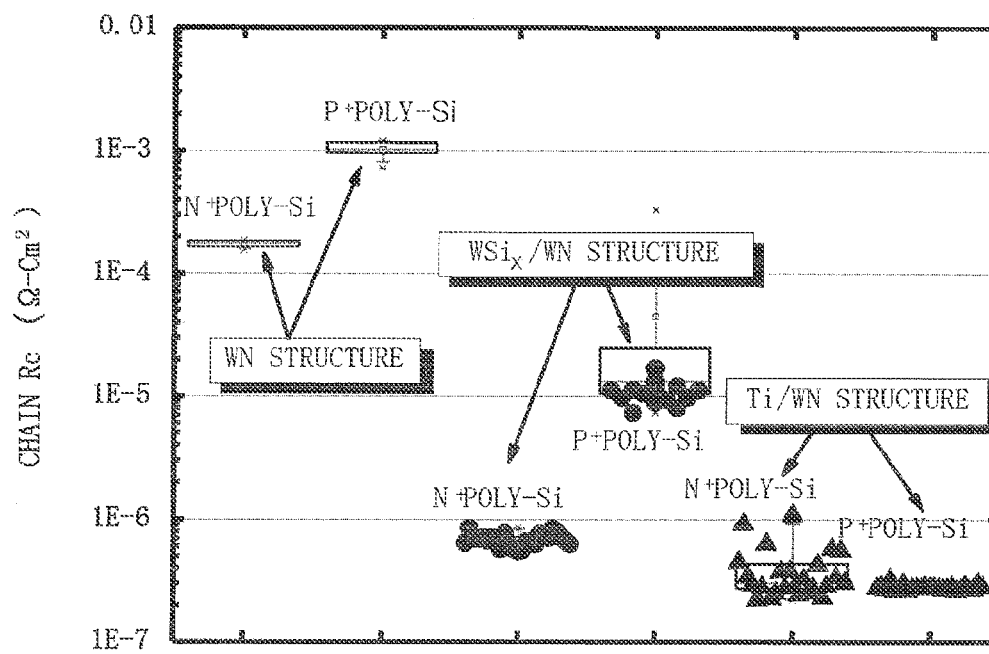 0.01
P+POLY-Si
1E-3
N+POLY-Si
WSiX/WN STRUCTURE
1E-4
WN STRUCTURE
1E-5
Ti/WN STRUCTURE
P+POLY-Si
N+POLY-Si
N+POLY-Si
1E-6
P+POLY-Si
1E-7
CHAIN Rc (Ω-Cm²)